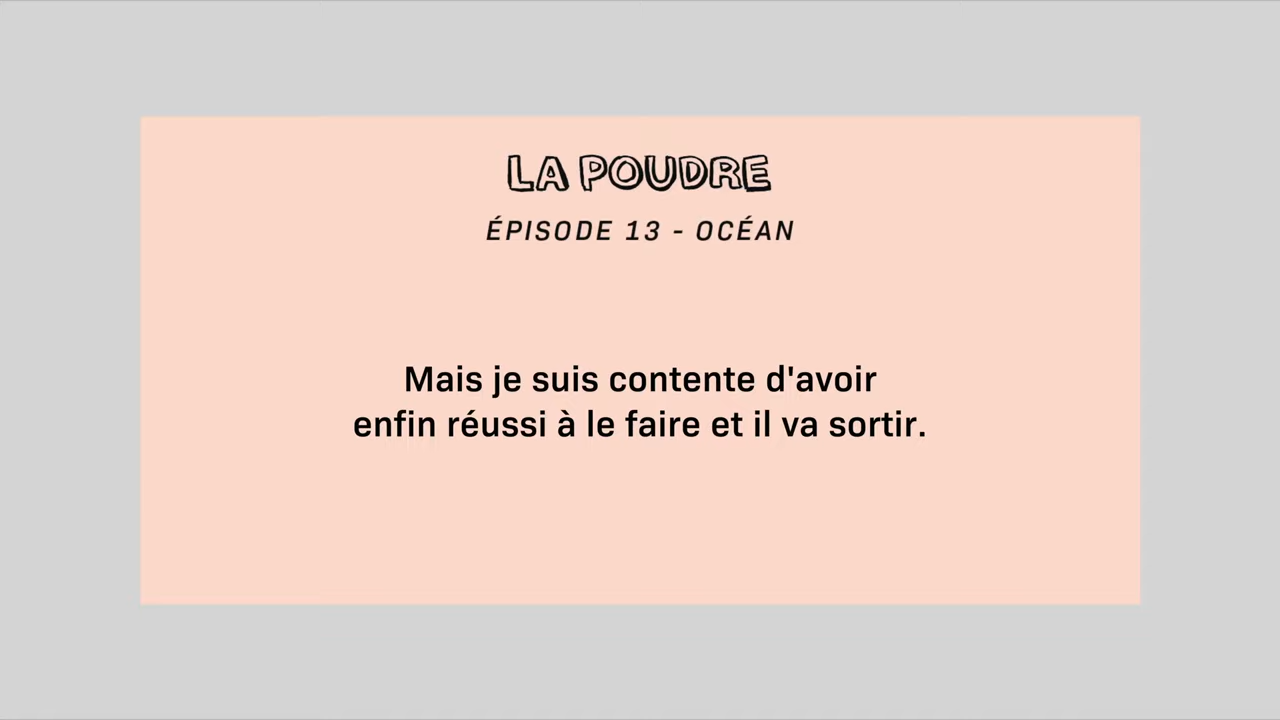 LA POUDRE
ÉPISODE 13 - OCÉAN
Mais je suis contente d'avoir
enfin réussi à le faire et il va sortir.